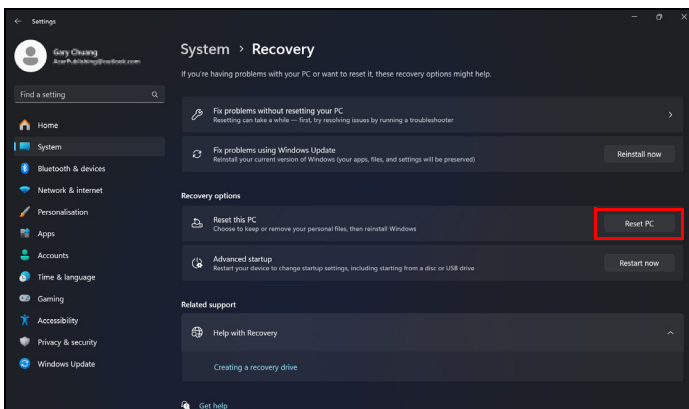 Settings
Gary Chuang
System > Recovery
If you're having problems with your PC or want to reset it, these recovery options might help.
Find a setting
Home
System
Bluetooth & devices
Network & internet
Personalisation
Apps
Accounts
Time & language
Gaming
Accessibility
Privacy & security
Windows Update
Fix problems without resetting your PC
Resetting can take a while — first, try resolving issues by running a troubleshooter
Fix problems using Windows Update
Reinstall your current version of Windows (your apps, files, and settings will be preserved)
Reinstall now
Recovery options
Reset this PC
Choose to keep or remove your personal files, then reinstall Windows
Reset PC
Advanced startup
Restart your device to change startup settings, including starting from a disc or USB drive
Restart now
Related support
Help with Recovery
Creating a recovery drive
Get help